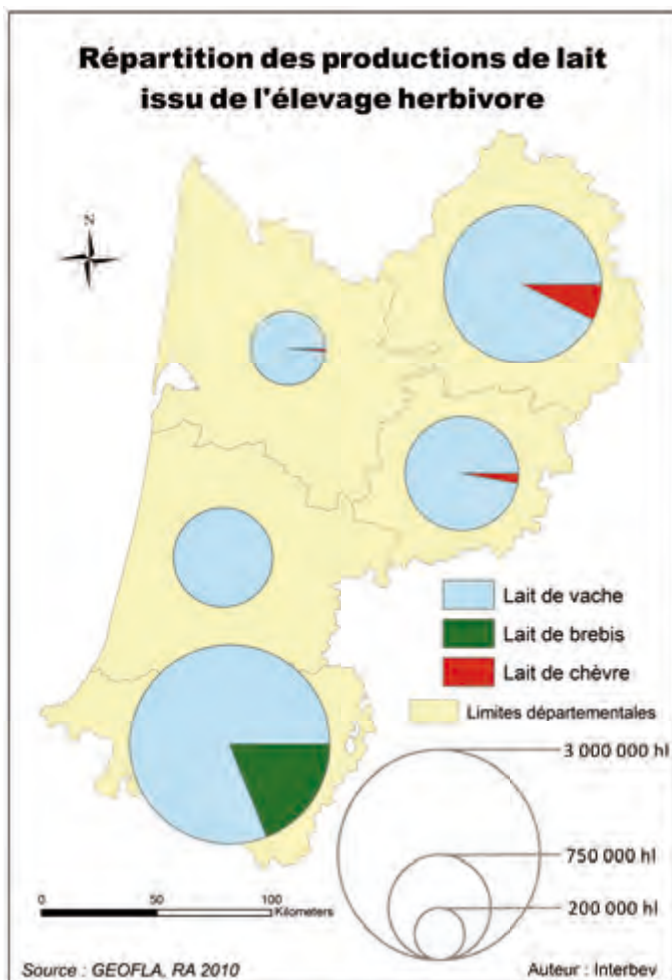 Répartition des productions de lait
issu de l'élevage herbivore
N
Lait de vache
Lait de brebis
Lait de chèvre
Limites départementales
3 000 000 hl
750 000 hl
200 000 hl
0 50 100
Kilometers
Source : GEOFLA, RA 2010
Auteur : Interbev